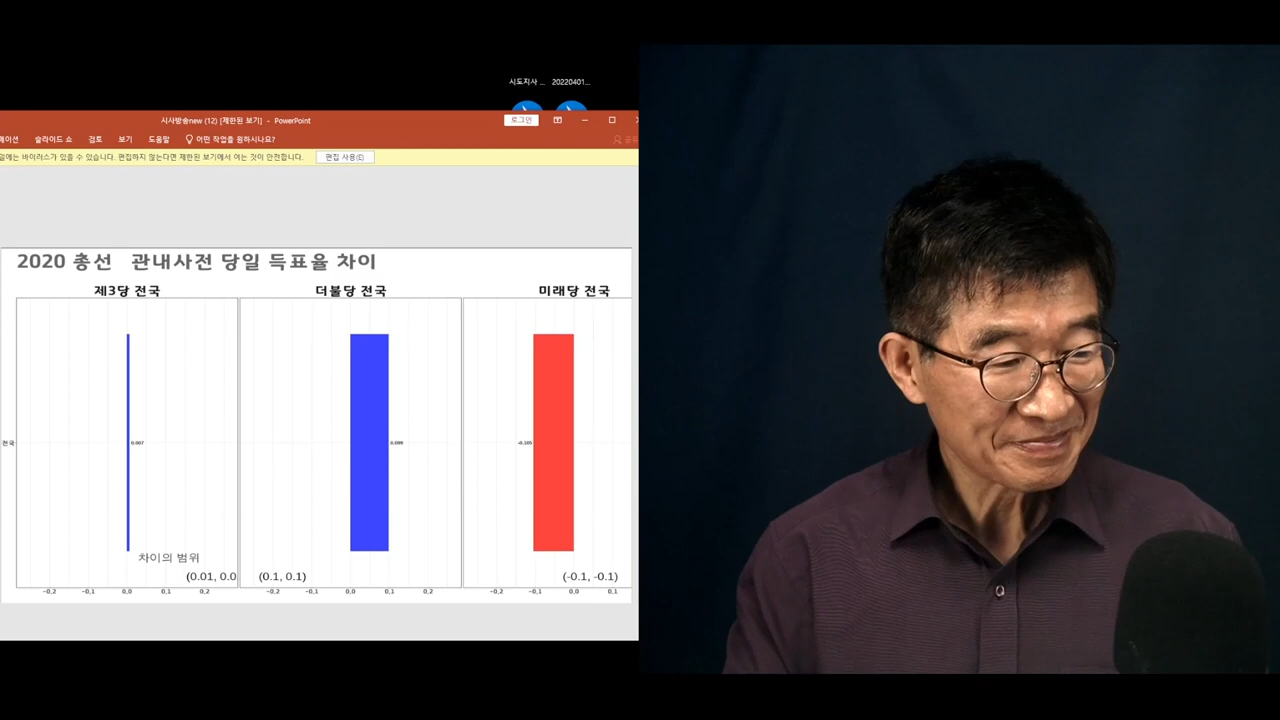 시도지사 ... 20220401...
시사방송new (12) [제한된 보기] - PowerPoint
로그인
슬라이드 쇼 검토 보기 도움말 어떤 작업을 원하시나요?
바이러스가 있을 수 있습니다. 편집하지 않는다면 제한된 보기에서 여는 것이 안전합니다. 편집 사용(E)
2020 총선 관내사전 당일 득표율 차이
제3당 전국 더불당 전국 미래당 전국
전국 0.007 0.099 -0.105
차이의 범위
(0.01, 0.0 (0.1, 0.1) (-0.1, -0.1)
-0,2 -0,1 0,0 0,1 0,2 -0,2 -0,1 0,0 0,1 0,2 -0,2 -0,1 0,0 0,1